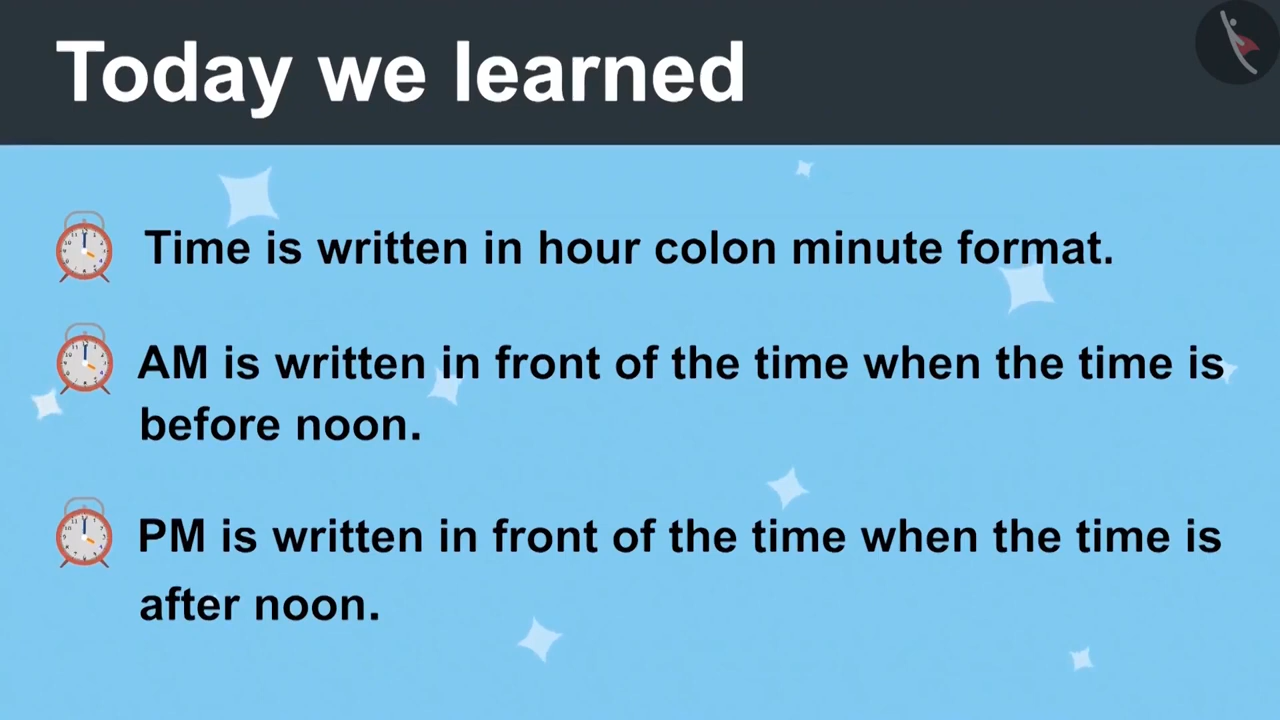 Today we learned
Time is written in hour colon minute format.
AM is written in front of the time when the time is
before noon.
PM is written in front of the time when the time is
after noon.